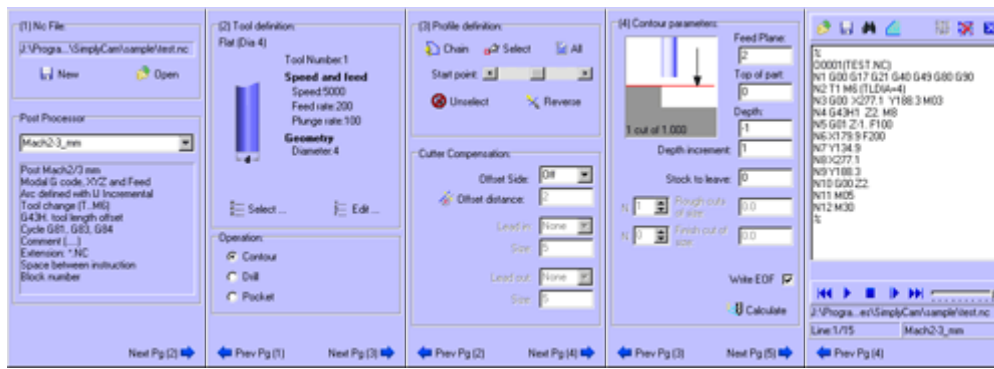 (1) Nc File:
J:\Progra...\SimplyCam\sample\test.nc
New
Open
Post Processor
Mach2-3_mm
Post Mach2/3 mm
Modal G code, XYZ and Feed
Arc defined with IJ Incremental
Tool change (T..M6)
G43H. tool length offset
Cycle G81, G83, G84
Comment (....)
Extension: *.NC
Space between instruction
Block number
Next Pg (2)
(2) Tool definition:
Flat (Dia 4)
Tool Number:1
Speed and feed
Speed:5000
Feed rate:200
Plunge rate:100
Geometry
Diameter:4
4
Select ...
Edit ...
Operation:
Contour
Drill
Pocket
Prev Pg (1)
Next Pg (3)
(3) Profile definition:
Chain
Select
All
Start point:
Unselect
Reverse
Cutter Compensation:
Offset Side:
Off
Offset distance:
2
Lead in:
None
Size:
5
Lead out:
None
Size:
5
Prev Pg (2)
Next Pg (4)
(4) Contour parameters:
1 cut of 1.000
Feed Plane:
2
Top of part:
0
Depth:
-1
Depth increment:
1
Stock to leave:
0
N:
1
Rough cuts of size:
0.0
N:
0
Finish cut of size:
0.0
Write EOF
Calculate
Prev Pg (3)
Next Pg (5)
%
O0001(TEST.NC)
N1 G00 G17 G21 G40 G49 G80 G90
N2 T1 M6 (TLDIA=4)
N3 G00 X277.1 Y188.3 M03
N4 G43H1 Z2. M8
N5 G01 Z-1. F100
N6 X179.9 F200
N7 Y134.9
N8 X277.1
N9 Y188.3
N10 G00 Z2.
N11 M05
N12 M30
%
J:\Progra...es\SimplyCam\sample\test.nc
Line:1/15
Mach2-3_mm
Prev Pg (4)